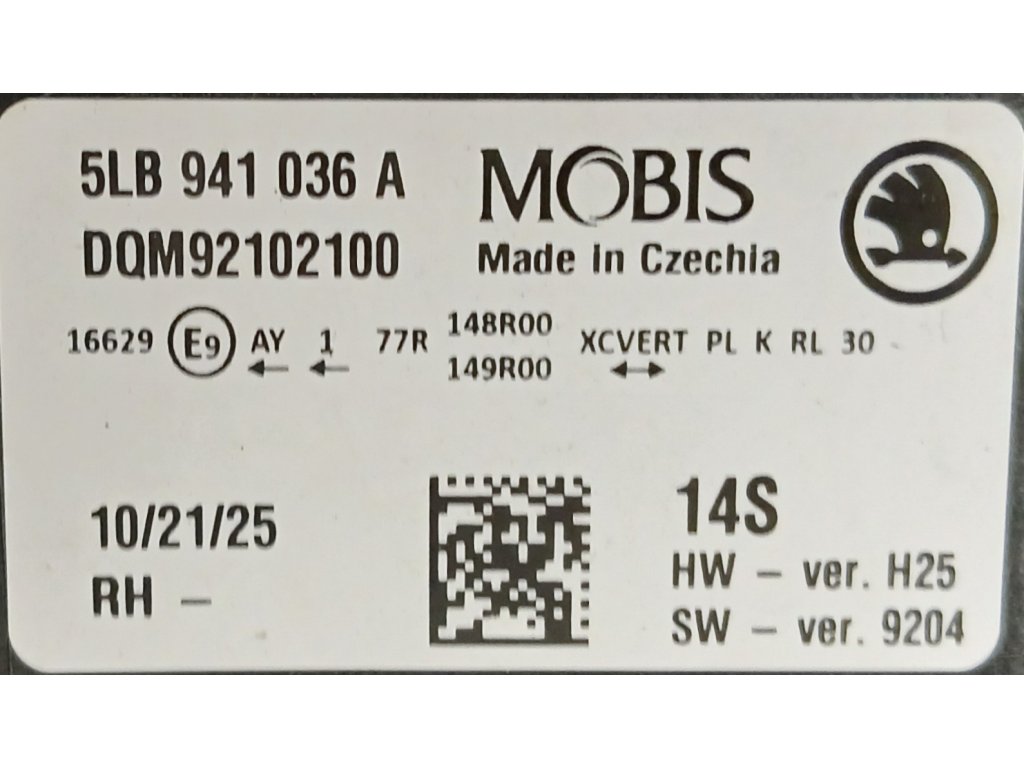 5LB 941 036 A
DQM92102100
MOBIS
Made in Czechia
16629 E9 AY 1 77R 148R00 149R00 XCVERT PL K RL 30
← ← ↔
10/21/25
RH –
14S
HW – ver. H25
SW – ver. 9204